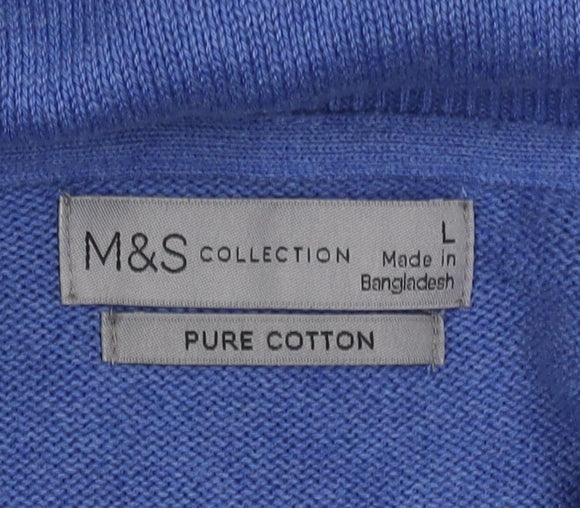 M&S COLLECTION
L
Made in
Bangladesh
PURE COTTON